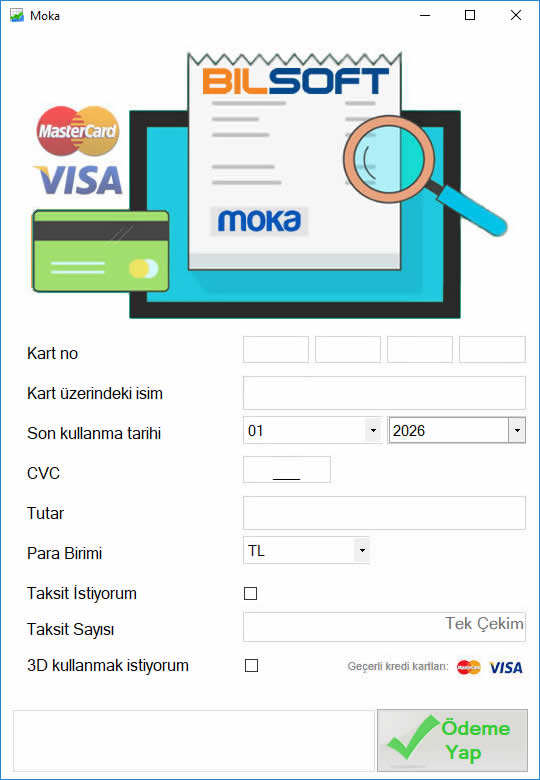 Moka
BILSOFT
MasterCard
VISA
moka
Kart no
Kart üzerindeki isim
Son kullanma tarihi
01
2026
CVC
___
Tutar
Para Birimi
TL
Taksit İstiyorum
Taksit Sayısı
Tek Çekim
3D kullanmak istiyorum
Geçerli kredi kartları:
MasterCard
VISA
Ödeme
Yap